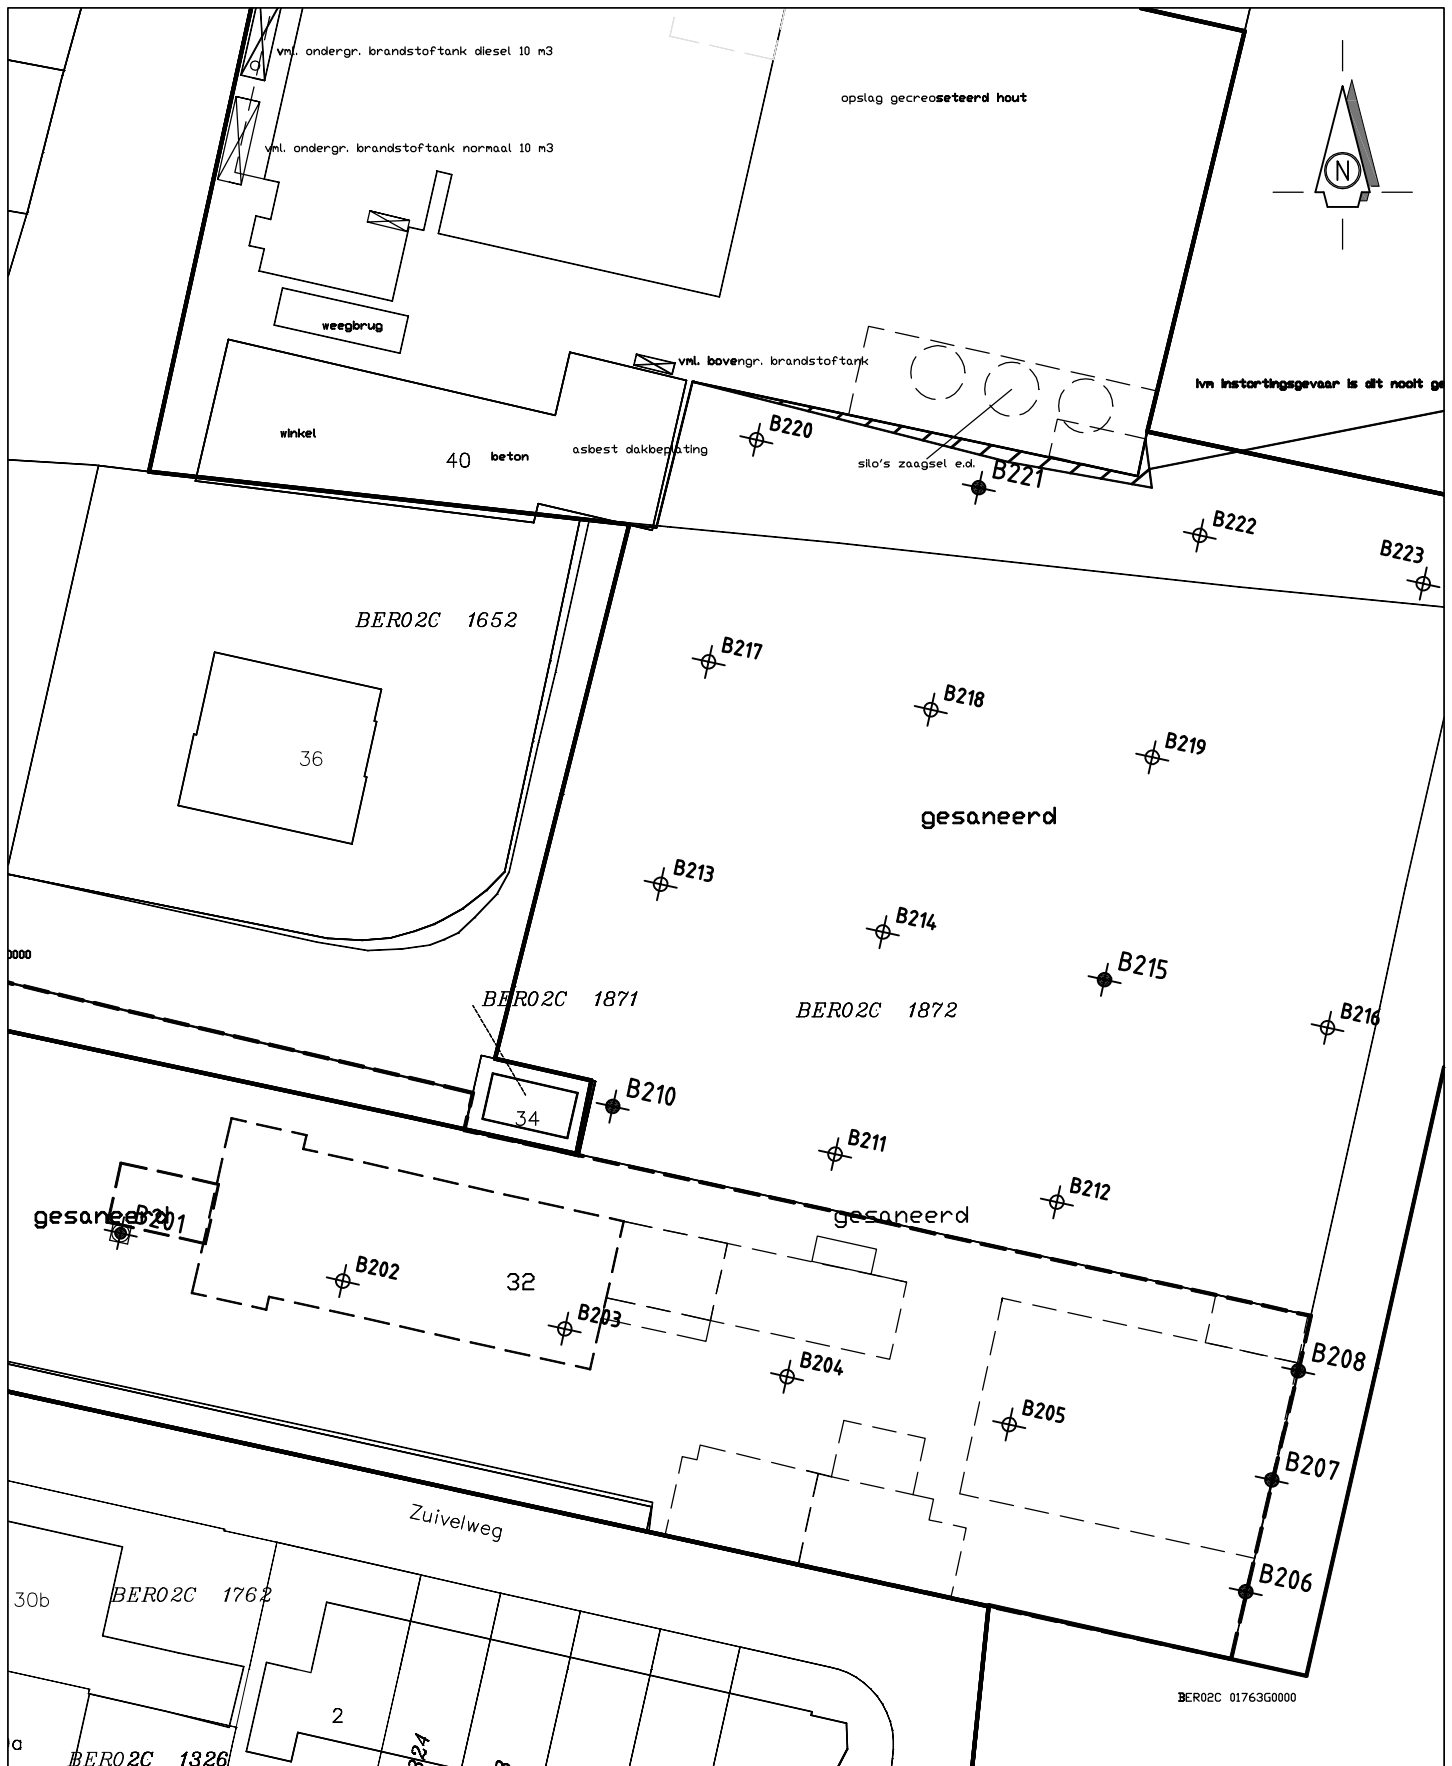 vml. ondergr. brandstoftank diesel 10 m3
opslag gecreoseteerd hout
vml. ondergr. brandstoftank normaal 10 m3
N
weegbrug
vml. bovengr. brandstoftank
ivm instortingsgevaar is dit nooit
winkel
B220
40 beton
asbest dakbeplating
silo's zaagsel e.d.
B221
B222
B223
BER02C 1652
B217
B218
B219
36
gesaneerd
B213
B214
B215
0000
BER02C 1871
BER02C 1872
B216
B210
34
B211
B212
gesaneerd
B201
gesaneerd
B202
32
B203
B204
B208
B205
B207
Zuivelweg
B206
30b
BER02C 1762
BER02C 01763G0000
2
a
BER02C 1326
324